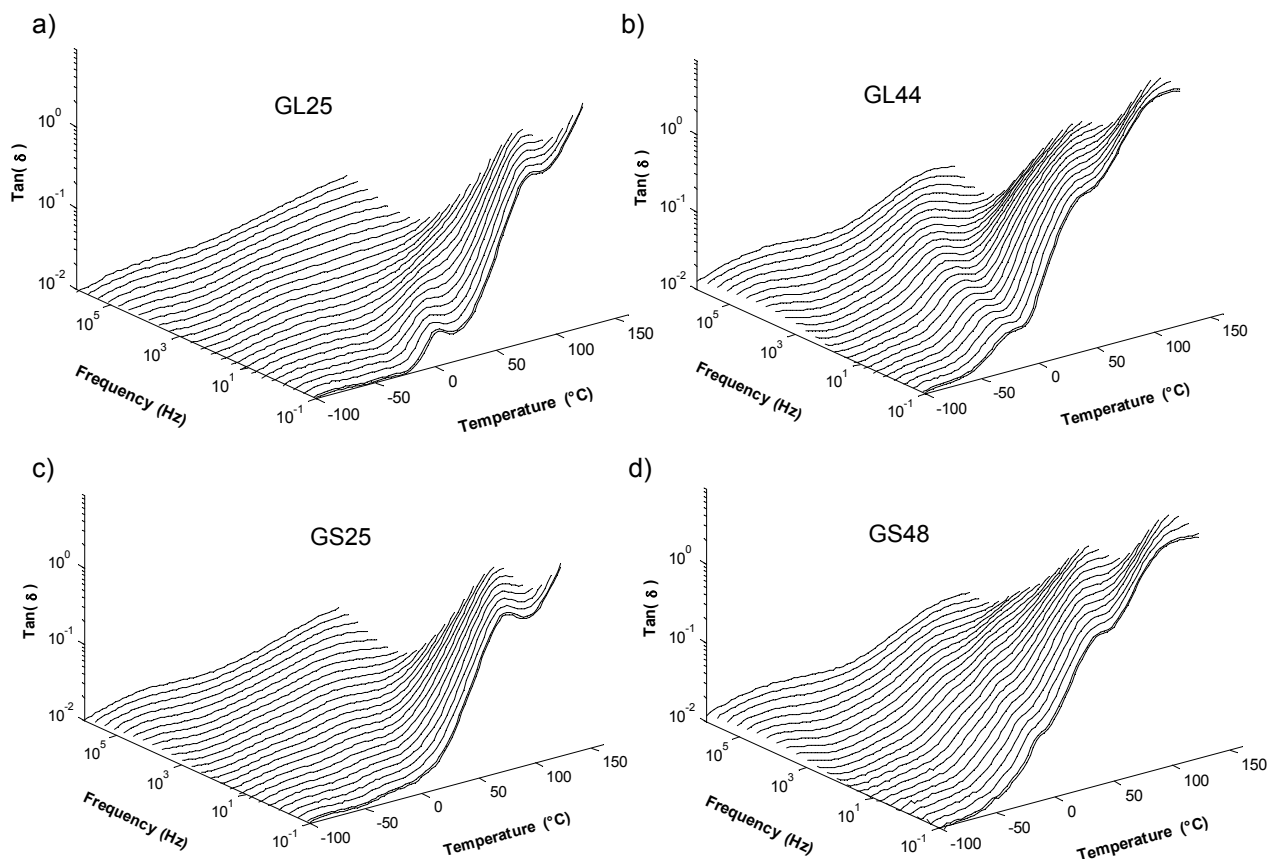 a)
GL25
Tan( δ )
10^0
10^-1
10^-2
10^5
10^3
10^1
10^-1
Frequency (Hz)
-100
-50
0
50
100
150
Temperature (°C)
b)
GL44
Tan( δ )
10^0
10^-1
10^-2
10^5
10^3
10^1
10^-1
Frequency (Hz)
-100
-50
0
50
100
150
Temperature (°C)
c)
GS25
Tan( δ )
10^0
10^-1
10^-2
10^5
10^3
10^1
10^-1
Frequency (Hz)
-100
-50
0
50
100
150
Temperature (°C)
d)
GS48
Tan( δ )
10^0
10^-1
10^-2
10^5
10^3
10^1
10^-1
Frequency (Hz)
-100
-50
0
50
100
150
Temperature (°C)